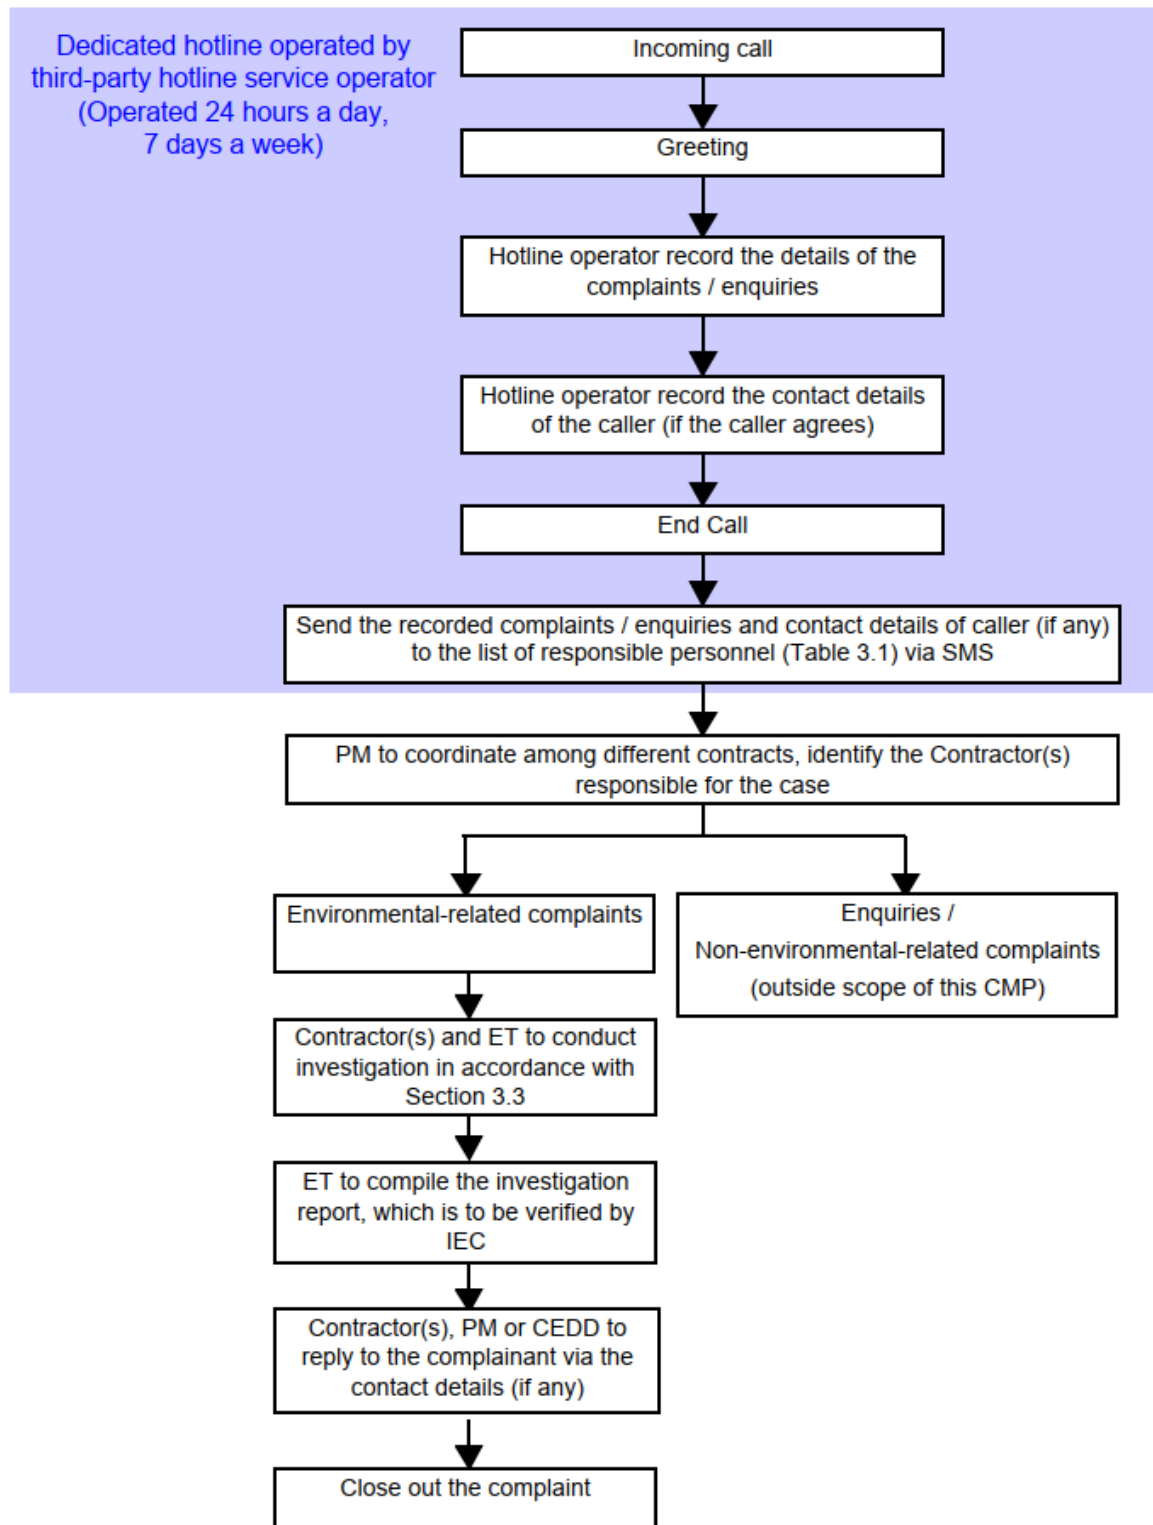 Dedicated hotline operated by
third-party hotline service operator
(Operated 24 hours a day,
7 days a week)
Incoming call
Greeting
Hotline operator record the details of the
complaints / enquiries
Hotline operator record the contact details
of the caller (if the caller agrees)
End Call
Send the recorded complaints / enquiries and contact details of caller (if any)
to the list of responsible personnel (Table 3.1) via SMS
PM to coordinate among different contracts, identify the Contractor(s)
responsible for the case
Environmental-related complaints
Enquiries /
Non-environmental-related complaints
(outside scope of this CMP)
Contractor(s) and ET to conduct
investigation in accordance with
Section 3.3
ET to compile the investigation
report, which is to be verified by
IEC
Contractor(s), PM or CEDD to
reply to the complainant via the
contact details (if any)
Close out the complaint